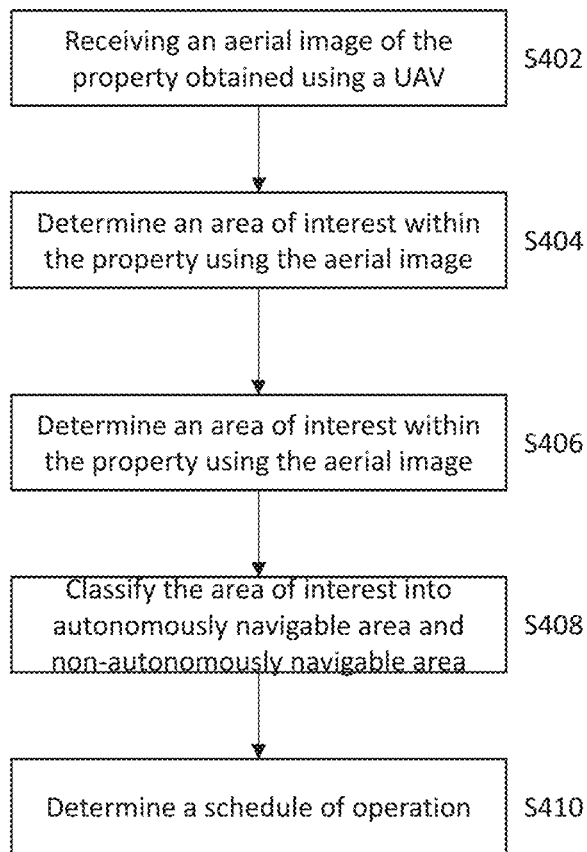 Receiving an aerial image of the
property obtained using a UAV
S402
Determine an area of interest within
the property using the aerial image
S404
Determine an area of interest within
the property using the aerial image
S406
Classify the area of interest into
autonomously navigable area and
non-autonomously navigable area
S408
Determine a schedule of operation
S410